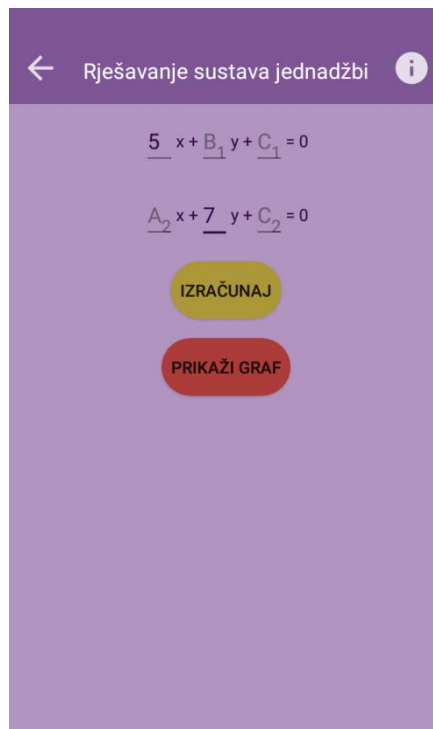 Rješavanje sustava jednadžbi
5 x + B₁ y + C₁ = 0
A₂ x + 7 y + C₂ = 0
IZRAČUNAJ
PRIKAŽI GRAF